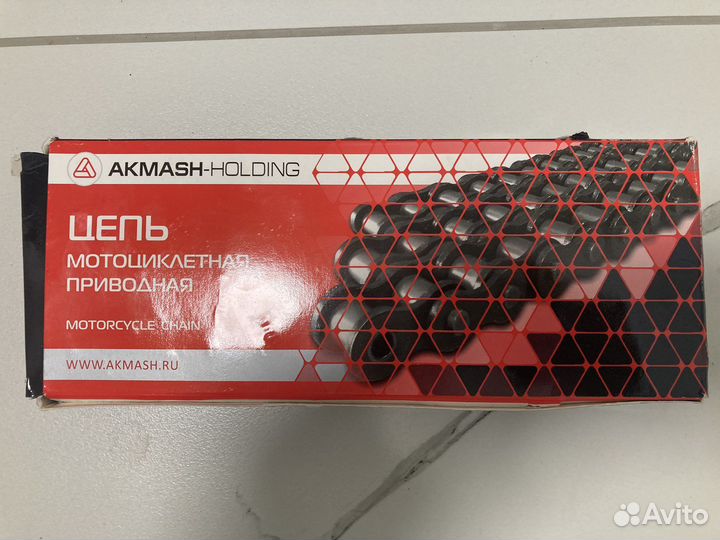 AKMASH-HOLDING
ЦЕПЬ
МОТОЦИКЛЕТНАЯ
ПРИВОДНАЯ
MOTORCYCLE CHAIN
WWW.AKMASH.RU
Avito